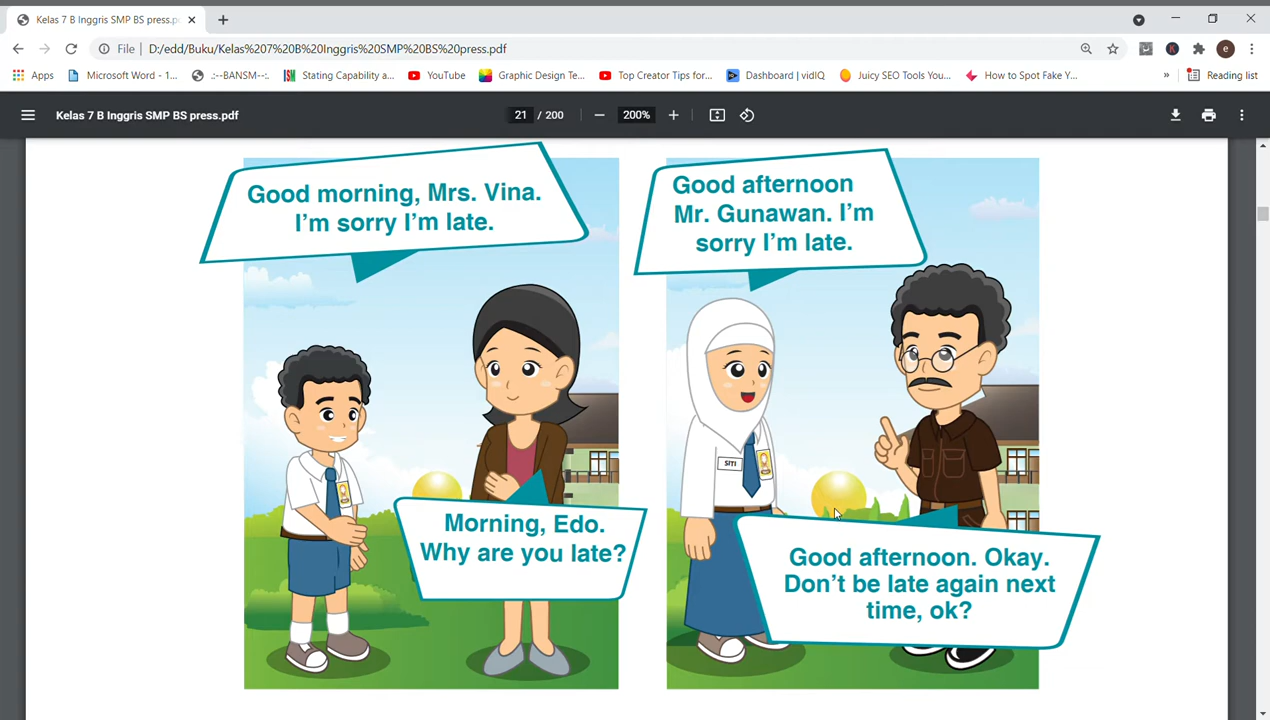 Kelas 7 B Inggris SMP BS press.p
File D:/edd/Buku/Kelas%207%20B%20Inggris%20SMP%20BS%20press.pdf
e
Apps Microsoft Word - 1... .:--BANSM--:. Stating Capability a... YouTube Graphic Design Te... Top Creator Tips for... Dashboard | vidIQ Juicy SEO Tools You... How to Spot Fake Y... » Reading list
Kelas 7 B Inggris SMP BS press.pdf 21 / 200 200%
Good morning, Mrs. Vina.
I'm sorry I'm late.
Morning, Edo.
Why are you late?
Good afternoon
Mr. Gunawan. I'm
sorry I'm late.
SITI
Good afternoon. Okay.
Don't be late again next
time, ok?